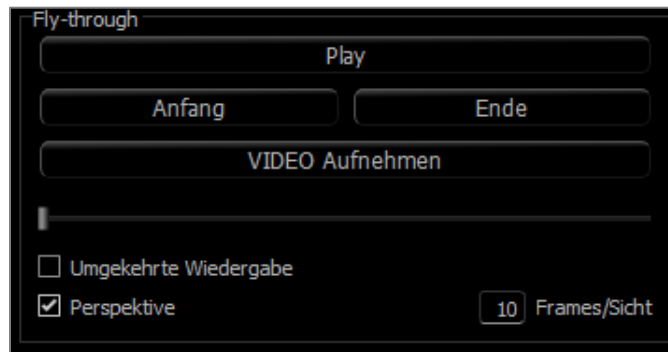 Fly-through
Play
Anfang Ende
VIDEO Aufnehmen
Umgekehrte Wiedergabe
Perspektive 10 Frames/Sicht